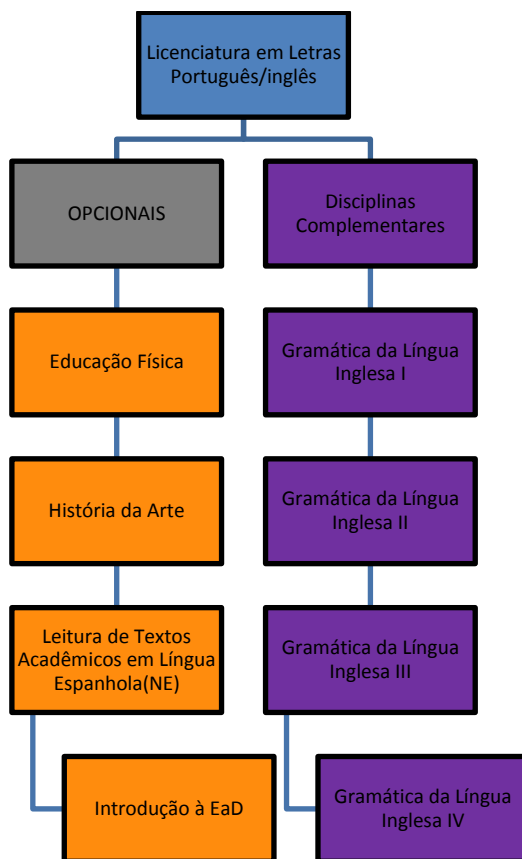 Licenciatura em Letras
Português/inglês
OPCIONAIS
Disciplinas
Complementares
Educação Física
Gramática da Língua
Inglesa I
História da Arte
Gramática da Língua
Inglesa II
Leitura de Textos
Acadêmicos em Língua
Espanhola(NE)
Gramática da Língua
Inglesa III
Introdução à EaD
Gramática da Língua
Inglesa IV